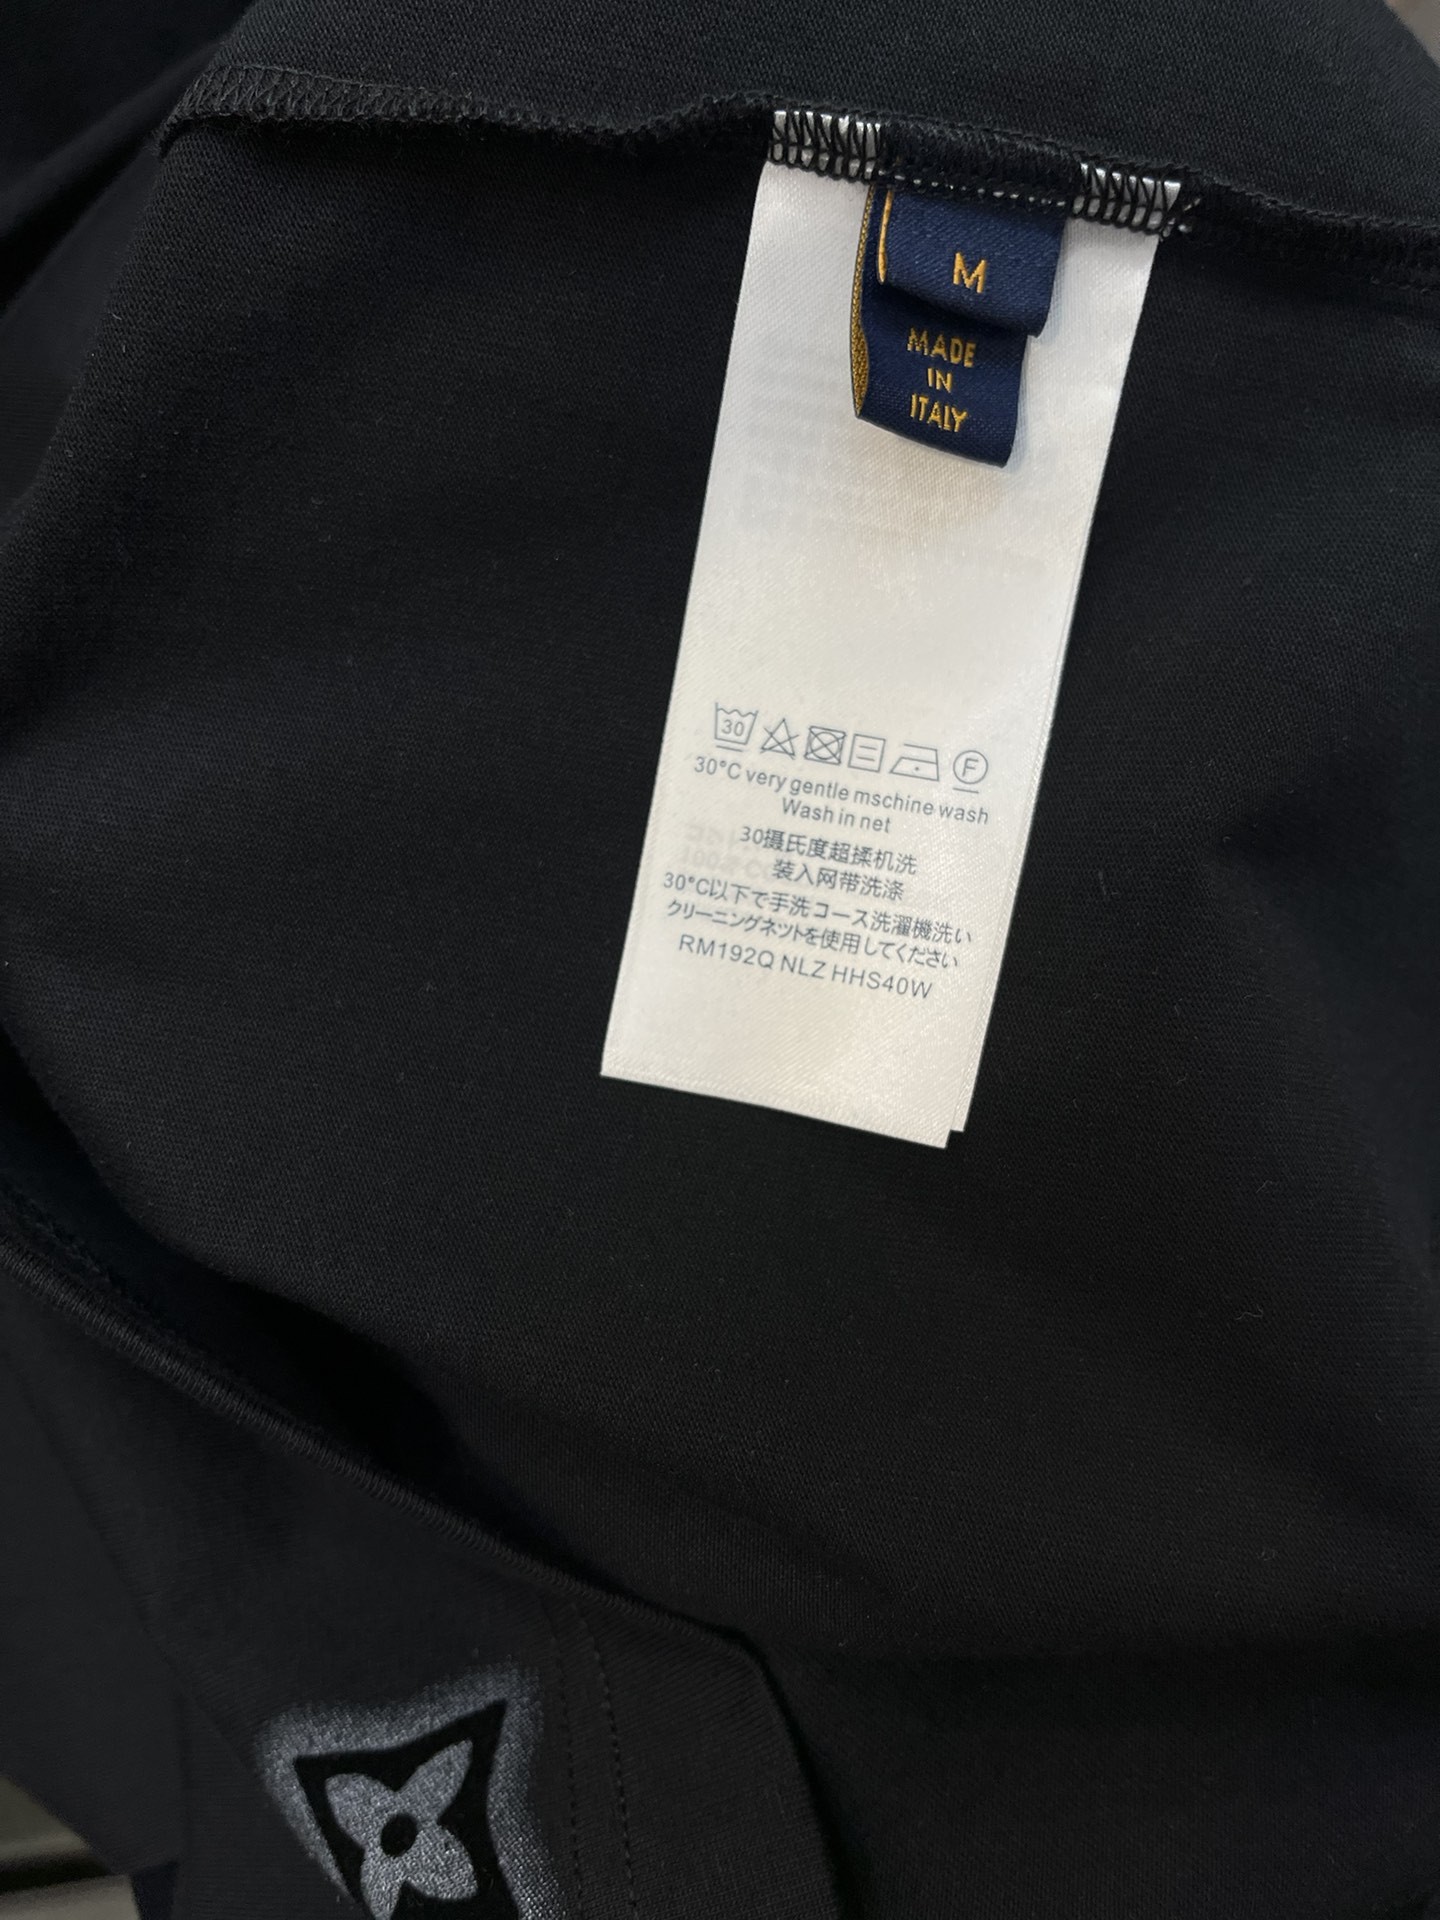 M
MADE
IN
ITALY
30
F
30°C very gentle mschine wash
Wash in net
30摄氏度超揉机洗
装入网带洗涤
30°C以下で手洗コース洗濯機洗い
クリーニングネットを使用してください
RM192Q NLZ HHS40W